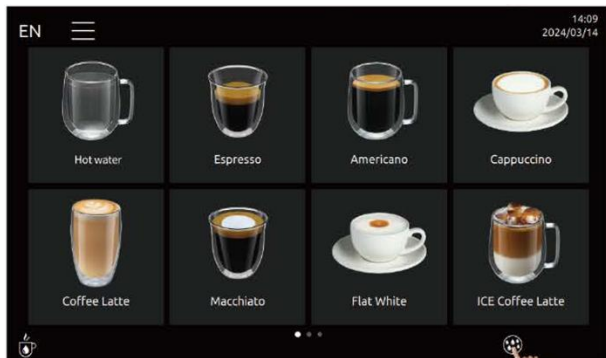 EN
14:09
2024/03/14
Hot water
Espresso
Americano
Cappuccino
Coffee Latte
Macchiato
Flat White
ICE Coffee Latte